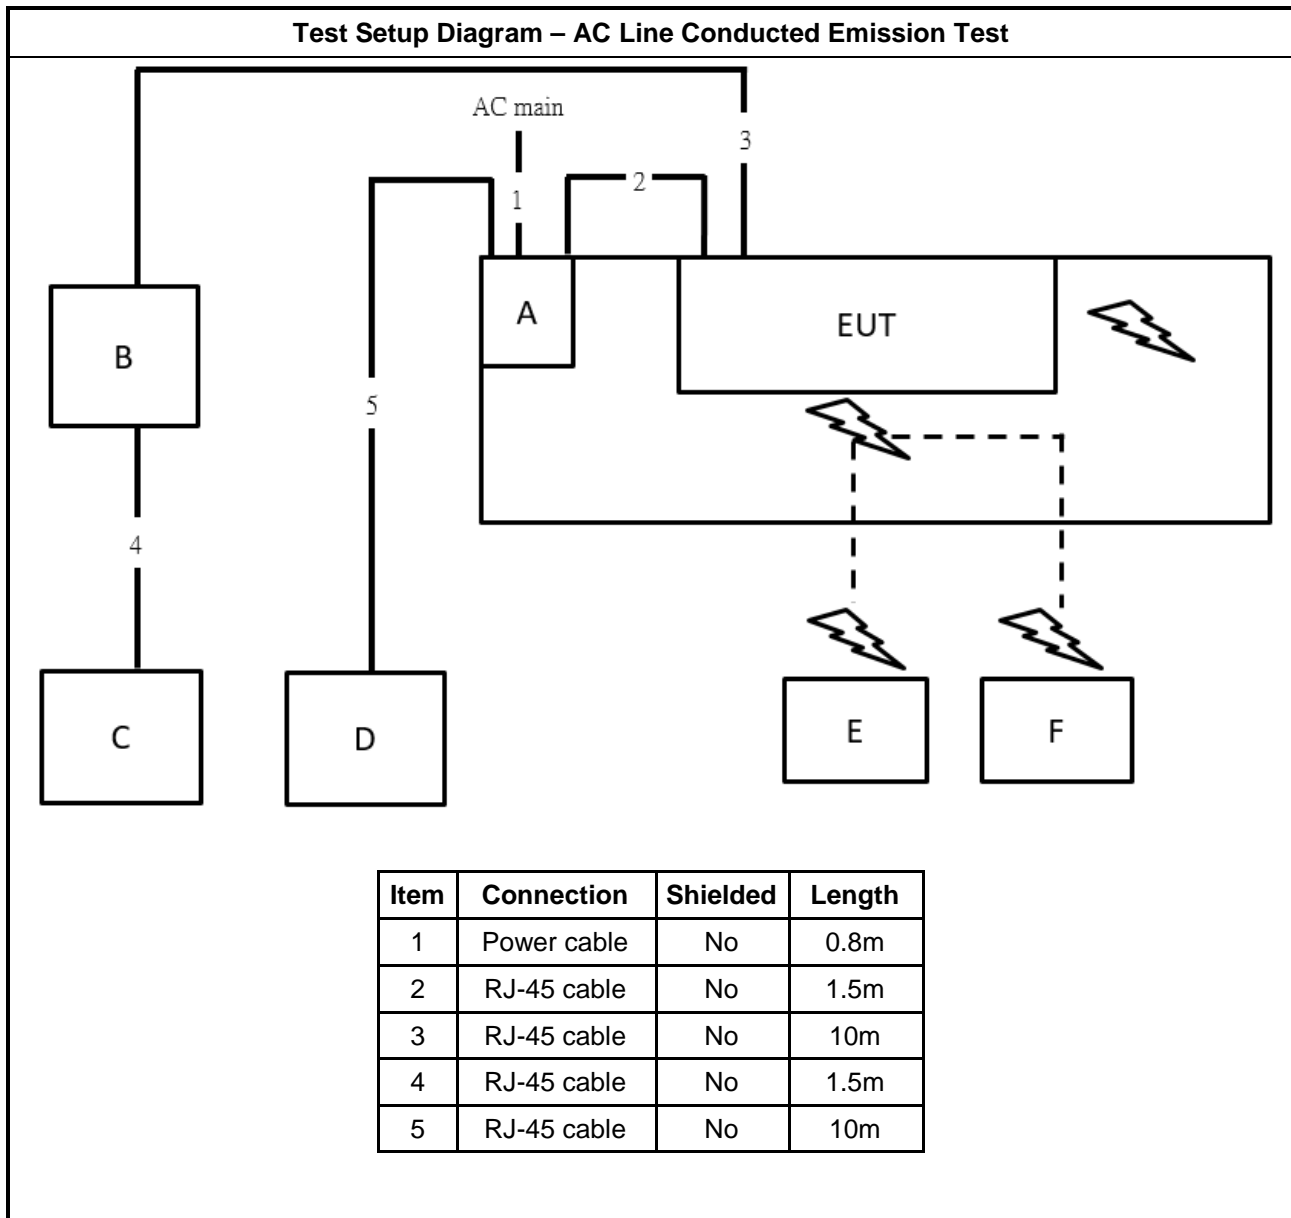 Test Setup Diagram – AC Line Conducted Emission Test
AC main
3
2
1
A
EUT
B
5
4
C
D
E
F
Item Connection Shielded Length
1 Power cable No 0.8m
2 RJ-45 cable No 1.5m
3 RJ-45 cable No 10m
4 RJ-45 cable No 1.5m
5 RJ-45 cable No 10m